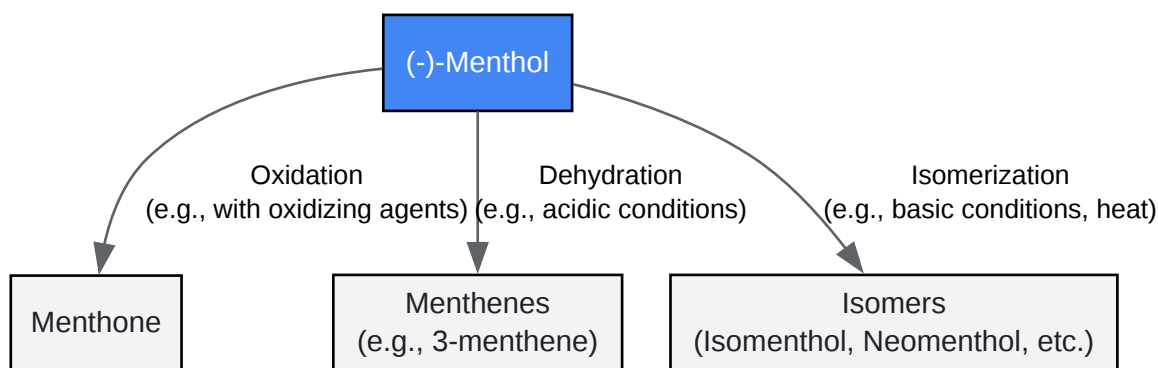 (-)-Menthol
Oxidation
(e.g., with oxidizing agents)
Dehydration
(e.g., acidic conditions)
Isomerization
(e.g., basic conditions, heat)
Menthone
Menthenes
(e.g., 3-menthene)
Isomers
(Isomenthol, Neomenthol, etc.)